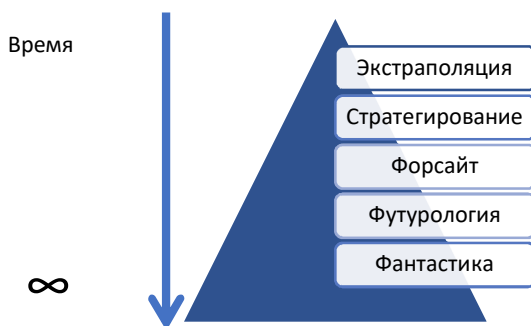 Время
Экстраполяция
Стратегирование
Форсайт
Футурология
Фантастика
∞